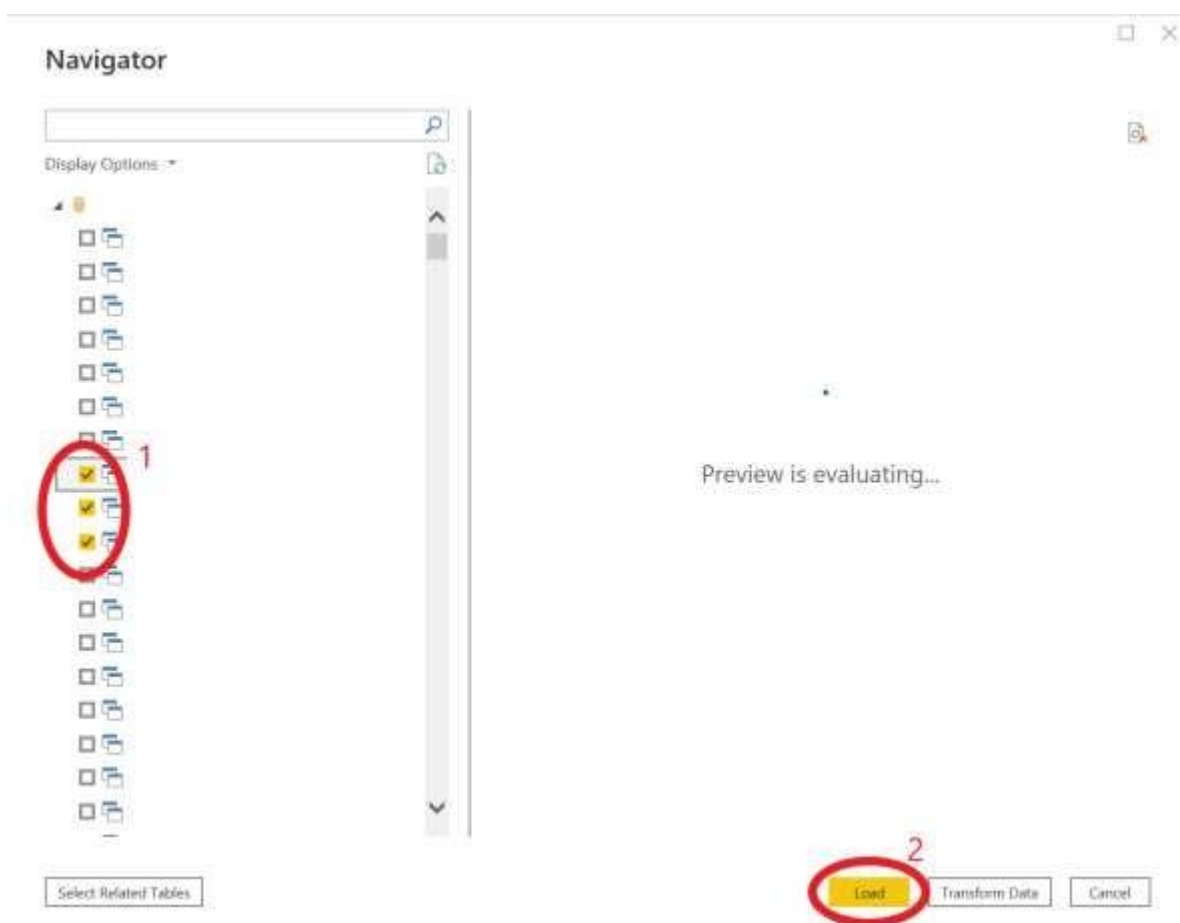 Navigator
Display Options
1
Preview is evaluating...
2
Select Related Tables
Load
Transform Data
Cancel